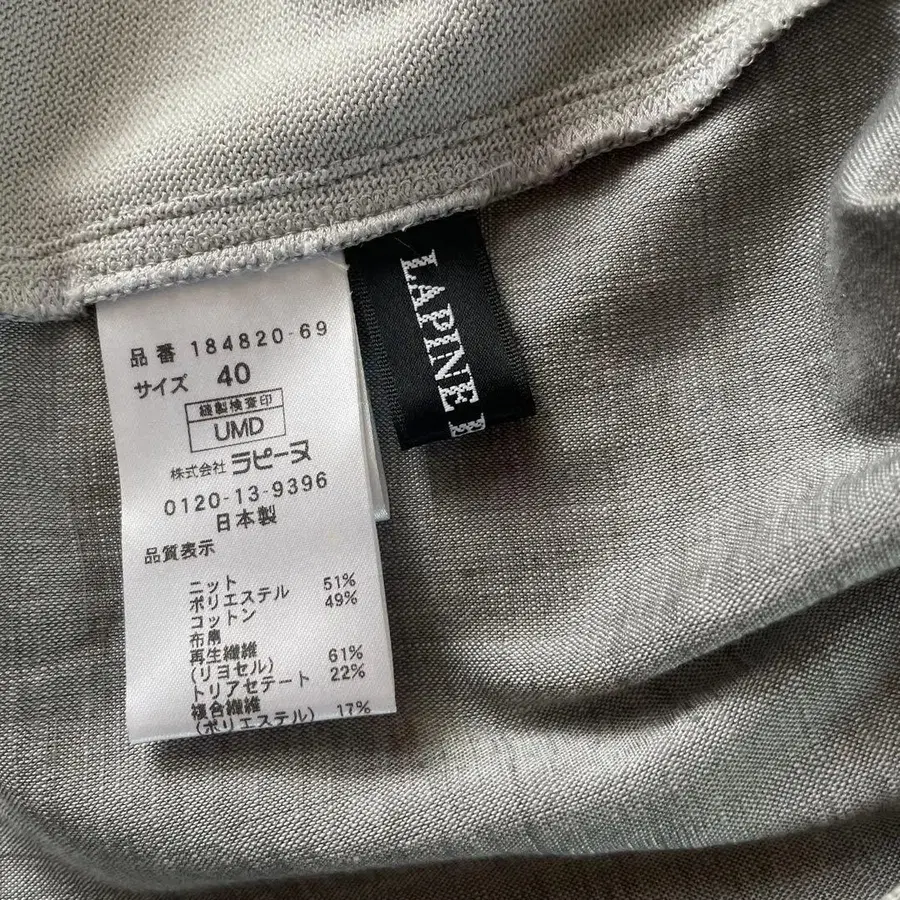 品番 184820-69
サイズ 40
縫製検査印
UMD
株式会社 ラピーヌ
0120-13-9396
日本製
品質表示
ニット
ポリエステル 51%
コットン 49%
布帛
再生繊維
(リヨセル) 61%
トリアセテート 22%
複合繊維
(ポリエステル) 17%
LAPINE